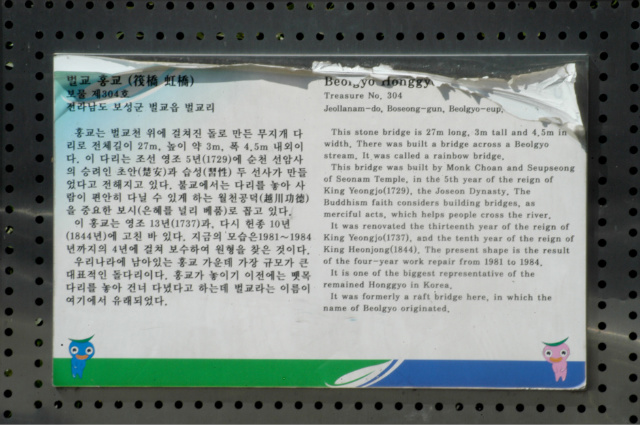 벌교 홍교 (筏橋 虹橋)
보물 제304호
전라남도 보성군 벌교읍 벌교리
홍교는 벌교천 위에 걸쳐진 돌로 만든 무지개 다
리로 전체길이 27m, 높이 약 3m, 폭 4,5m 내외이
다. 이 다리는 조선 영조 5년(1729)에 순천 선암사
의 승려인 초안(楚安)과 습성(習性) 두 선사가 만들
었다고 전해지고 있다. 불교에서는 다리를 놓아 사
람이 편안히 다닐 수 있게 하는 월천공덕(越川功德)
을 중요한 보시(은혜를 널리 베품)로 꼽고 있다.
이 홍교는 영조 13년(1737)과, 다시 헌종 10년
(1844년)에 고친 바 있다. 지금의 모습은1981~1984
년까지의 4년에 걸쳐 보수하여 원형을 찾은 것이다.
우리나라에 남아있는 홍교 가운데 가장 규모가 큰
대표적인 돌다리이다. 홍교가 놓이기 이전에는 뗏목
다리를 놓아 건너 다녔다고 하는데 벌교라는 이름이
여기에서 유래되었다.
Beolgyo Honggyo
Treasure No, 304
Jeollanam-do, Boseong-gun, Beolgyo-eup,
This stone bridge is 27m long, 3m tall and 4,5m in
width, There was built a bridge across a Beolgyo
stream, It was called a rainbow bridge,
This bridge was built by Monk Choan and Seupseong
of Seonam Temple, in the 5th year of the reign of
King Yeongjo(1729), the Joseon Dynasty, The
Buddhism faith considers building bridges, as
merciful acts, which helps people cross the river,
It was renovated the thirteenth year of the reign of
King Yeongjo(1737), and the tenth year of the reign of
King Heonjong(1844), The present shape is the result
of the four-year work repair from 1981 to 1984,
It is one of the biggest representative of the
remained Honggyo in Korea,
It was formerly a raft bridge here, in which the
name of Beolgyo originated,